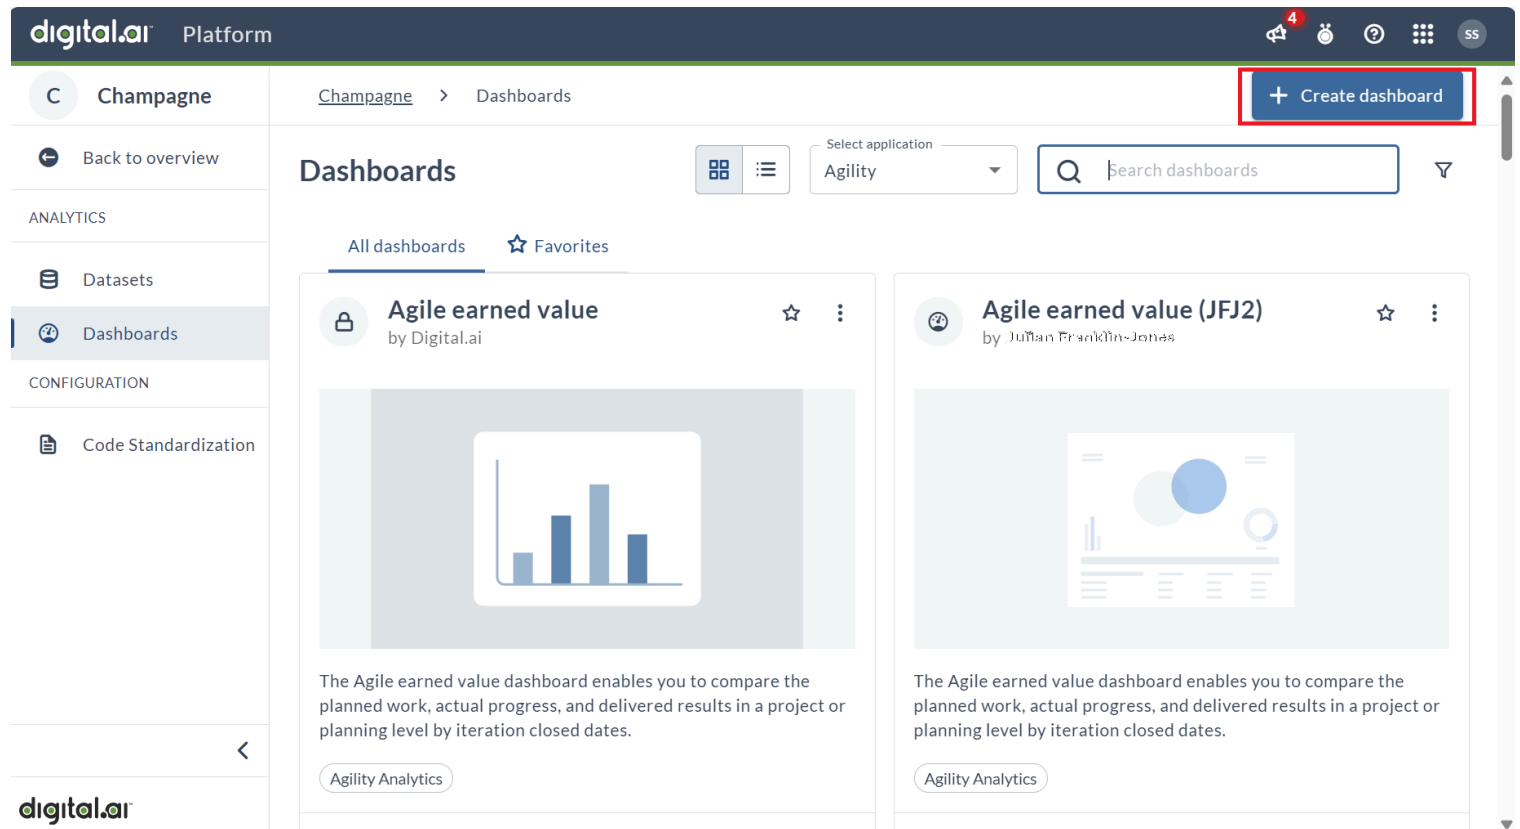 digital.ai Platform 4 SS
C Champagne
Champagne > Dashboards
+ Create dashboard
Back to overview
Dashboards
Select application
Agility
Search dashboards
ANALYTICS
All dashboards Favorites
Datasets
Dashboards
CONFIGURATION
Code Standardization
Agile earned value
by Digital.ai
The Agile earned value dashboard enables you to compare the
planned work, actual progress, and delivered results in a project or
planning level by iteration closed dates.
Agility Analytics
Agile earned value (JFJ2)
by Julian Franklin-Jones
The Agile earned value dashboard enables you to compare the
planned work, actual progress, and delivered results in a project or
planning level by iteration closed dates.
Agility Analytics
digital.ai